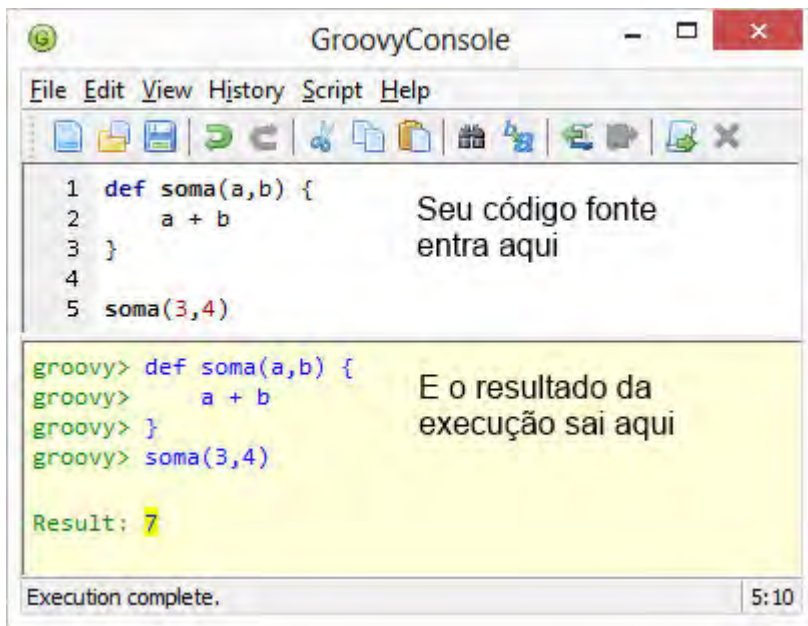 GroovyConsole
File Edit View History Script Help
1 def soma(a,b) {
2     a + b
3 }
4
5 soma(3,4)
Seu código fonte
entra aqui
groovy> def soma(a,b) {
groovy>     a + b
groovy> }
groovy> soma(3,4)
E o resultado da
execução sai aqui
Result: 7
Execution complete. 5:10